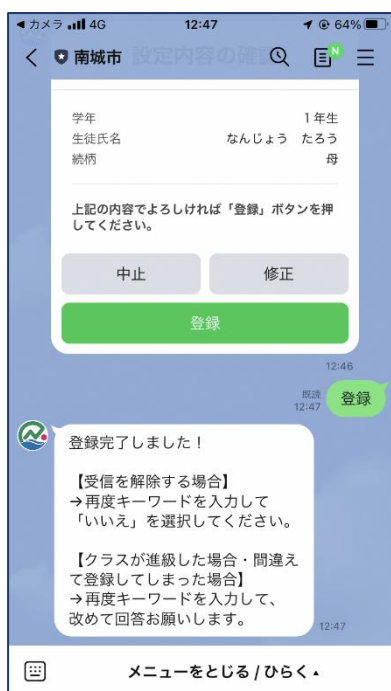 カメラ 4G 12:47 64%
南城市 設定内容の確認 N
学年 1年生
生徒氏名 なんじょう たろう
続柄 母
上記の内容でよろしければ「登録」ボタンを押
してください。
中止 修正
登録
12:46
既読
12:47
登録
登録完了しました！
【受信を解除する場合】
→再度キーワードを入力して
「いいえ」を選択してください。
【クラスが進級した場合・間違え
て登録してしまった場合】
→再度キーワードを入力して、
改めて回答お願いします。
12:47
メニューをとじる / ひらく